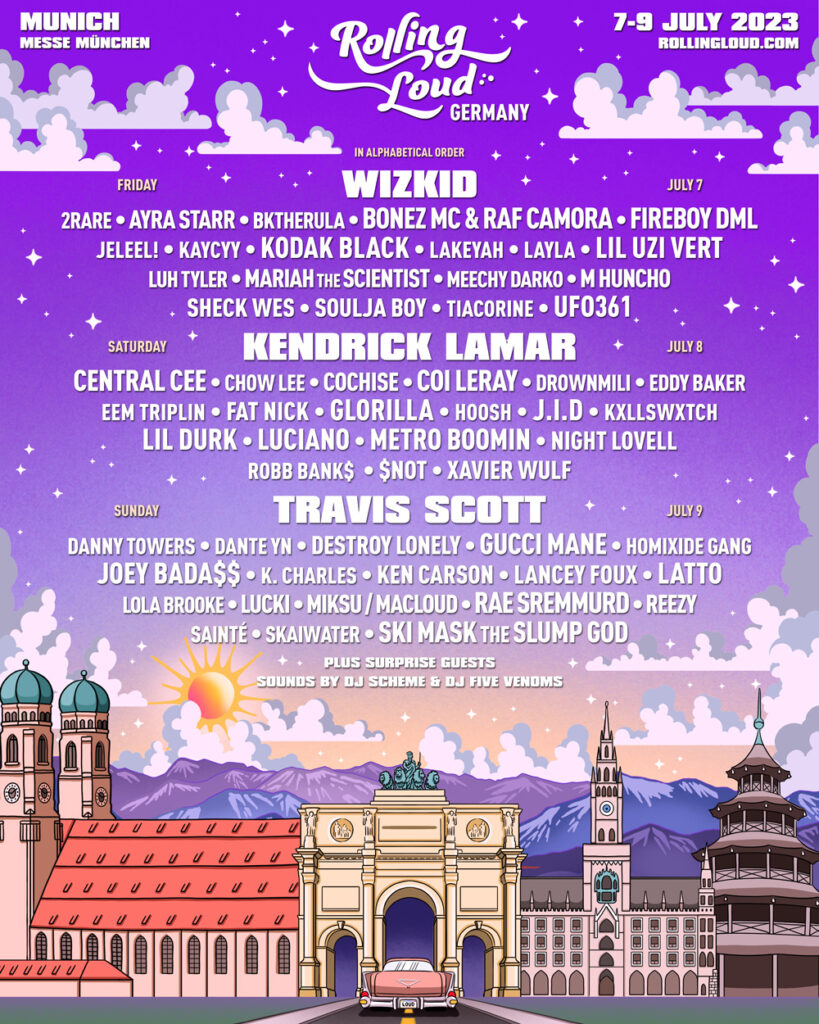 MUNICH
MESSE MÜNCHEN
7-9 JULY 2023
ROLLINGLOUD.COM
Rolling
Loud
GERMANY
IN ALPHABETICAL ORDER
FRIDAY WIZKID JULY 7
2RARE • AYRA STARR • BKTHERULA • BONEZ MC & RAF CAMORA • FIREBOY DML
JELEEL! • KAYCYY • KODAK BLACK • LAKEYAH • LAYLA • LIL UZI VERT
LUH TYLER • MARIAH THE SCIENTIST • MEECHY DARKO • M HUNCHO
SHECK WES • SOULJA BOY • TIACORINE • UFO361
SATURDAY KENDRICK LAMAR JULY 8
CENTRAL CEE • CHOW LEE • COCHISE • COI LERAY • DROWNMILI • EDDY BAKER
EEM TRIPLIN • FAT NICK • GLORILLA • HOOSH • J.I.D • KXLLSWXTCH
LIL DURK • LUCIANO • METRO BOOMIN • NIGHT LOVELL
ROBB BANK$ • $NOT • XAVIER WULF
SUNDAY TRAVIS SCOTT JULY 9
DANNY TOWERS • DANTE YN • DESTROY LONELY • GUCCI MANE • HOMIXIDE GANG
JOEY BADA$$ • K. CHARLES • KEN CARSON • LANCEY FOUX • LATTO
LOLA BROOKE • LUCKI • MIKSU / MACLOUD • RAE SREMMURD • REEZY
SAINTÉ • SKAIWATER • SKI MASK THE SLUMP GOD
PLUS SURPRISE GUESTS
SOUNDS BY DJ SCHEME & DJ FIVE VENOMS
LOUD